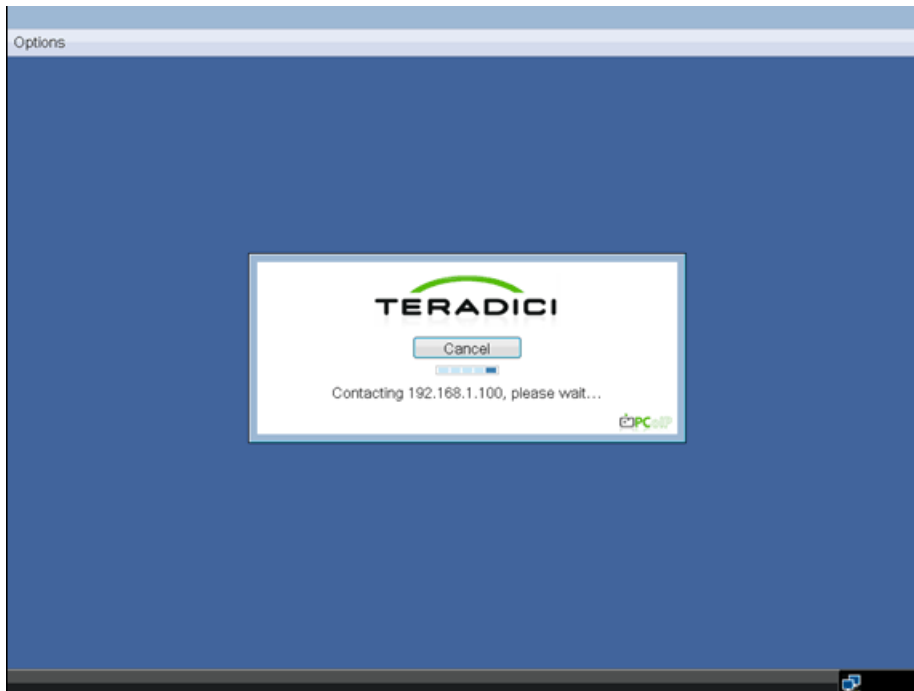 Options
TERADICI
Cancel
Contacting 192.168.1.100, please wait...
PCoIP